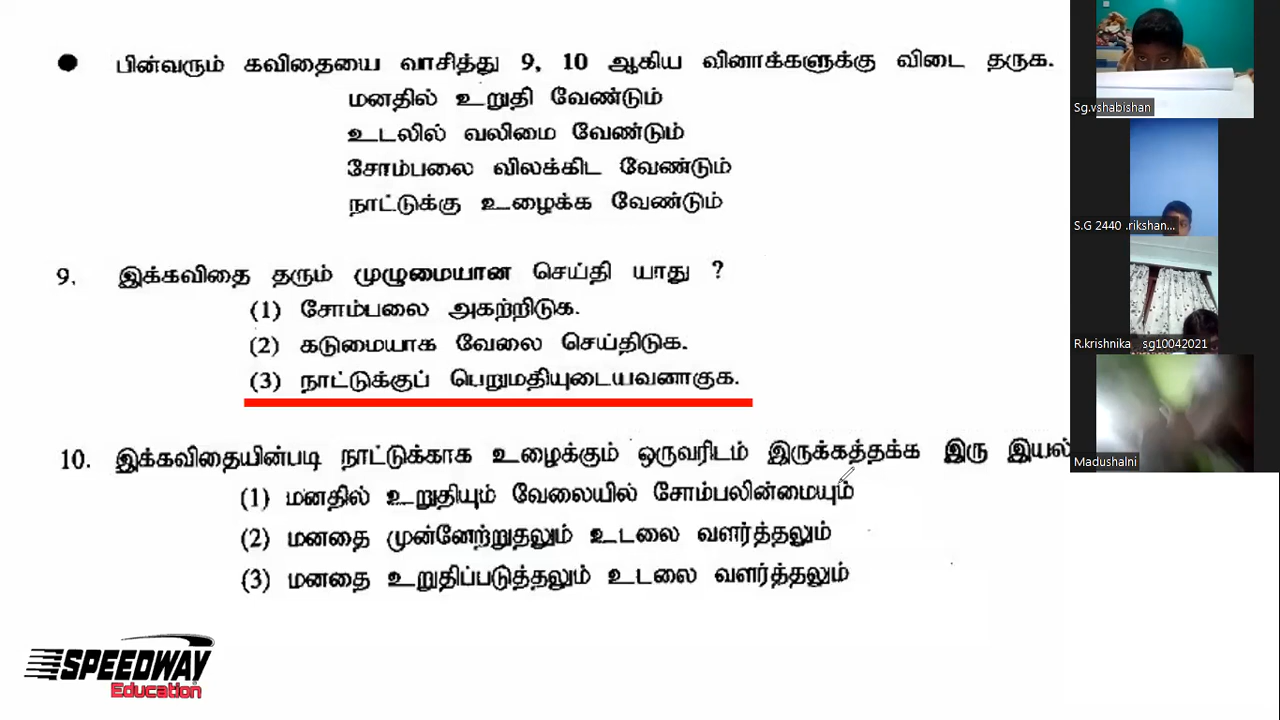 ● பின்வரும் கவிதையை வாசித்து 9, 10 ஆகிய வினாக்களுக்கு விடை தருக.
மனதில் உறுதி வேண்டும்
உடலில் வலிமை வேண்டும்
சோம்பலை விலக்கிட வேண்டும்
நாட்டுக்கு உழைக்க வேண்டும்
9. இக்கவிதை தரும் முழுமையான செய்தி யாது ?
(1) சோம்பலை அகற்றிடுக.
(2) கடுமையாக வேலை செய்திடுக.
(3) நாட்டுக்குப் பெறுமதியுடையவனாகுக.
10. இக்கவிதையின்படி நாட்டுக்காக உழைக்கும் ஒருவரிடம் இருக்கத்தக்க இரு இயல்
(1) மனதில் உறுதியும் வேலையில் சோம்பலின்மையும்
(2) மனதை முன்னேற்றுதலும் உடலை வளர்த்தலும்
(3) மனதை உறுதிப்படுத்தலும் உடலை வளர்த்தலும்
SPEEDWAY
Education
Sg.vshabishan
S.G 2440 .rikshan...
R.krishnika sg10042021
Madushalni